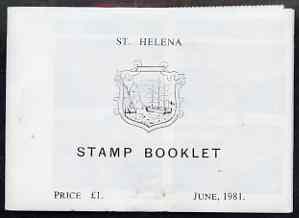 ST. HELENA
STAMP BOOKLET
PRICE £1. JUNE, 1981.